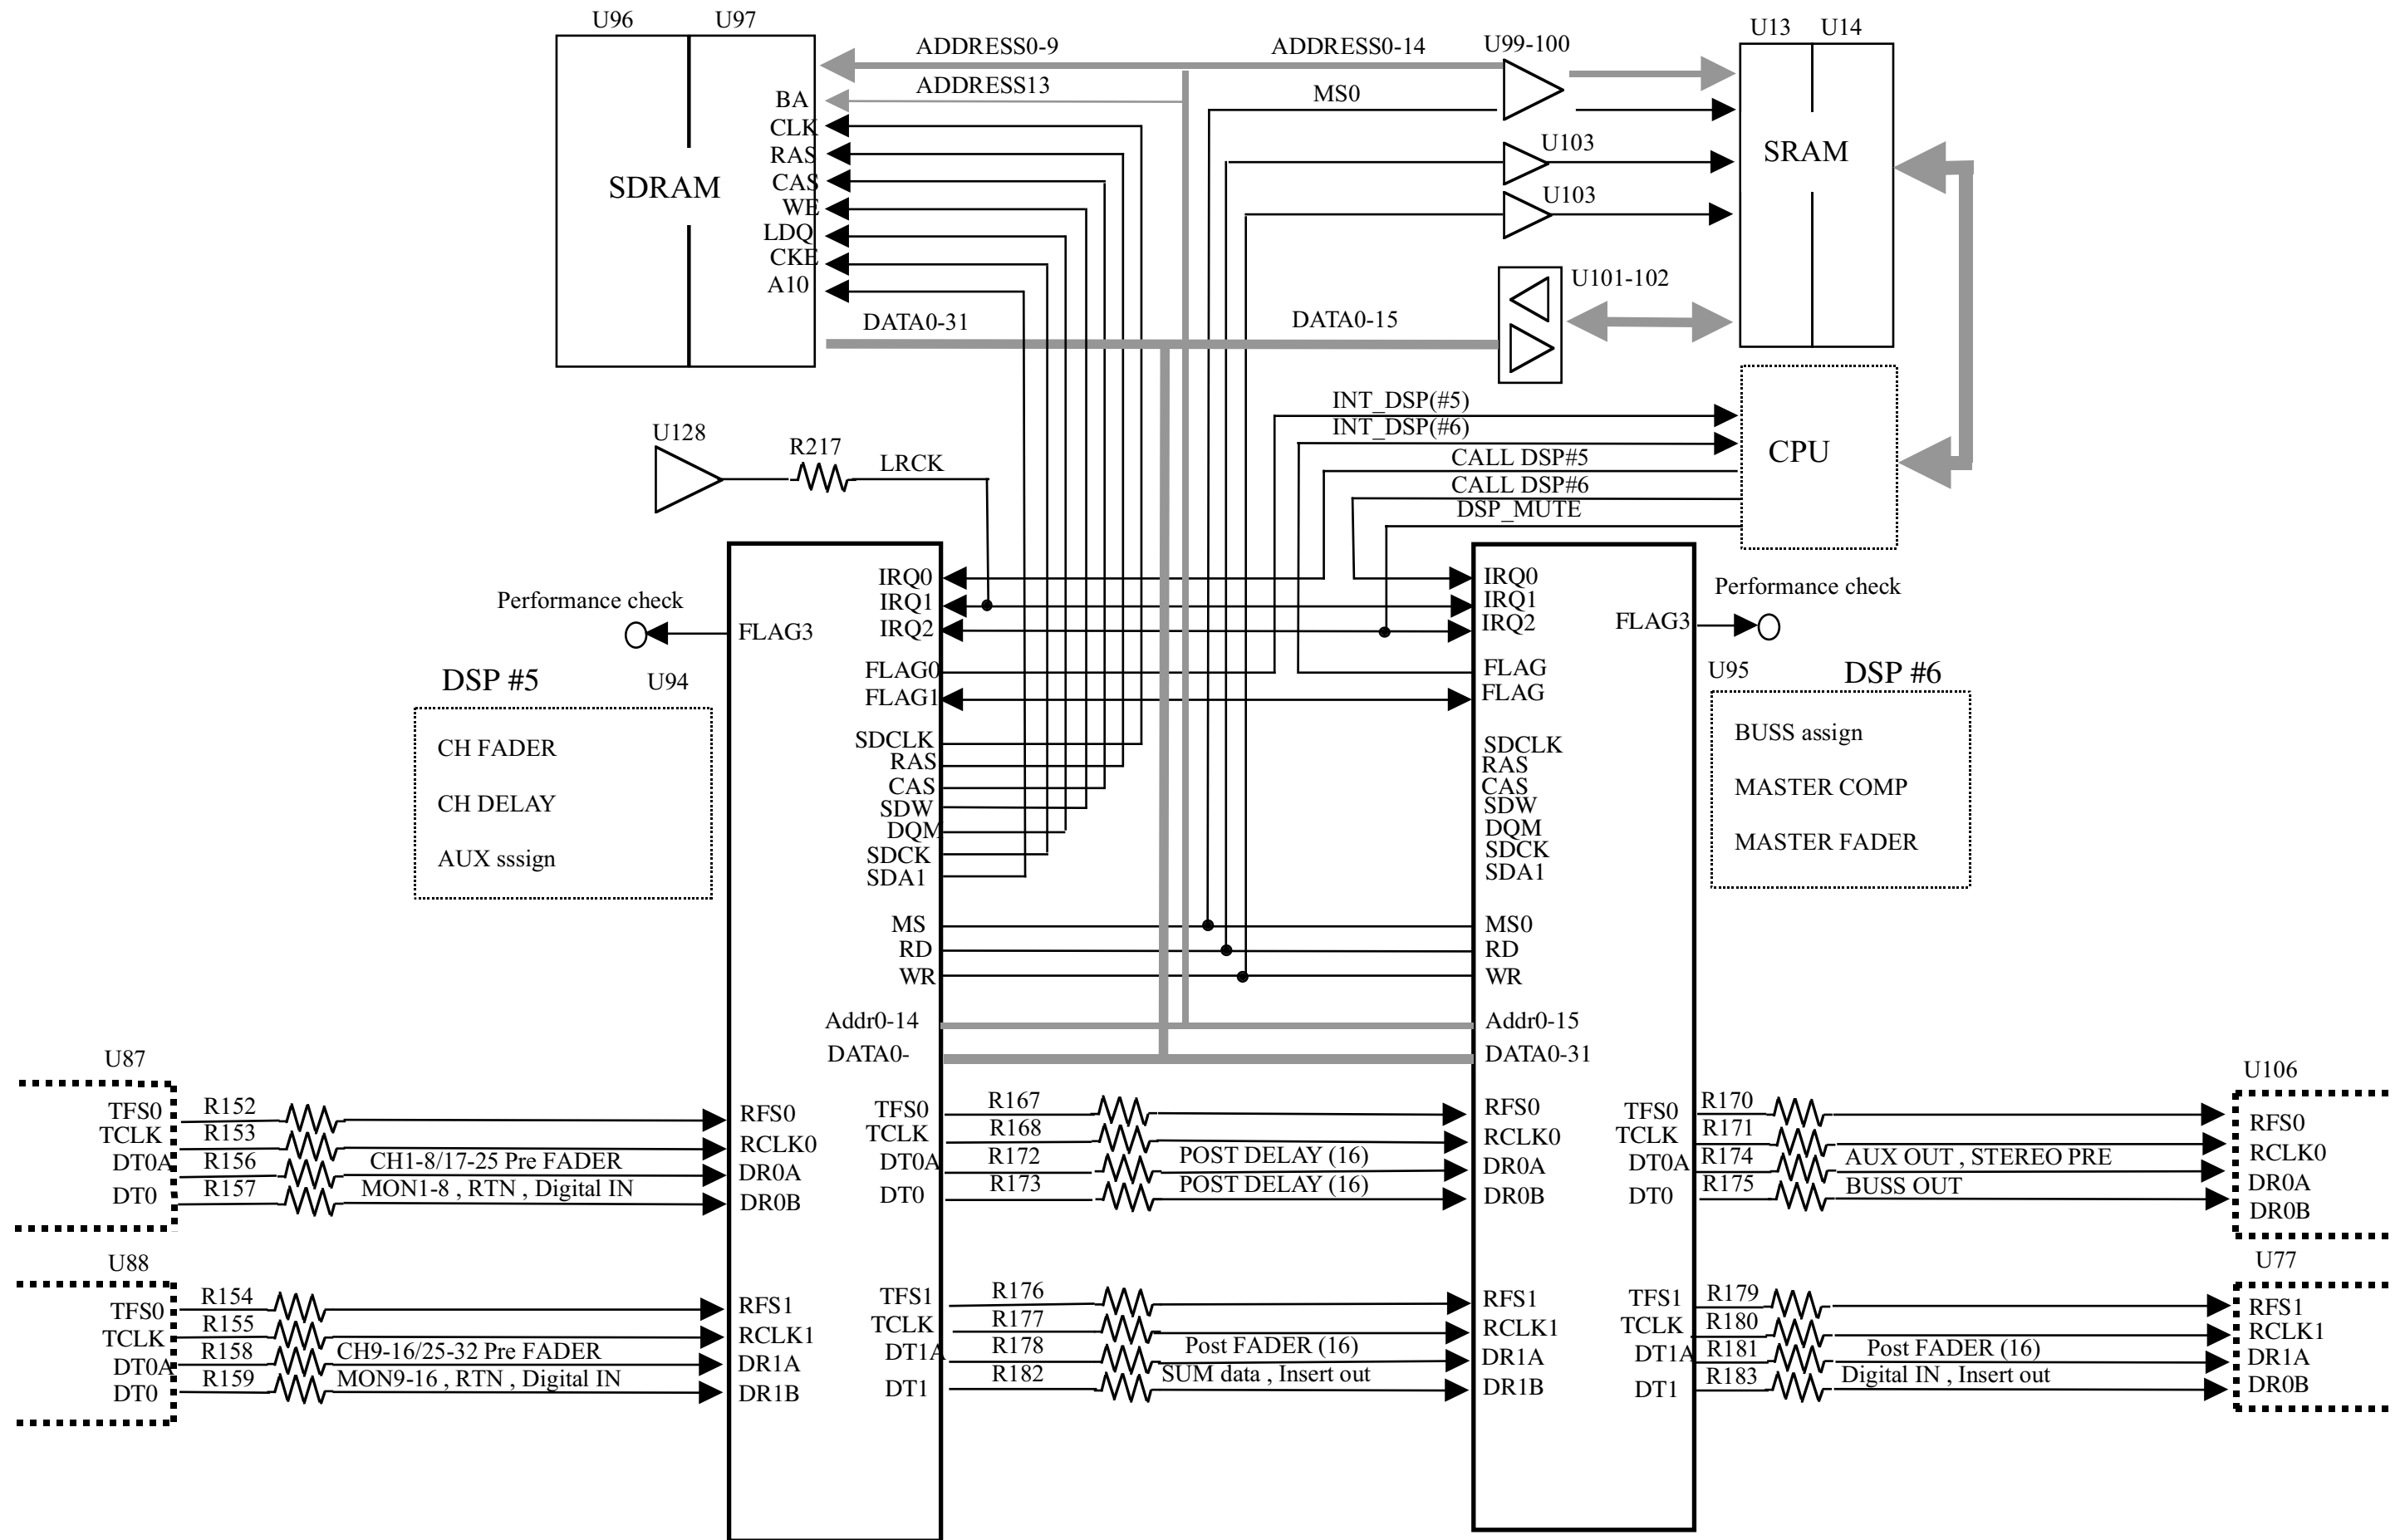 U96
U97
ADDRESS0-9
ADDRESS0-14
U99-100
U13
U14
BA
ADDRESS13
MS0
CLK
RAS
CAS
WE
LDQ
CKE
A10
SDRAM
U103
U103
SRAM
U101-102
DATA0-31
DATA0-15
INT_DSP(#5)
INT_DSP(#6)
CALL DSP#5
CALL DSP#6
DSP_MUTE
CPU
U128
R217
LRCK
Performance check
FLAG3
IRQ0
IRQ1
IRQ2
FLAG0
FLAG1
SDCLK
RAS
CAS
SDW
DQM
SDCK
SDA1
MS
RD
WR
Addr0-14
DATA0-
DSP #5
U94
CH FADER
CH DELAY
AUX sssign
IRQ0
IRQ1
IRQ2
FLAG
FLAG
SDCLK
RAS
CAS
SDW
DQM
SDCK
SDA1
MS0
RD
WR
Addr0-15
DATA0-31
FLAG3
Performance check
U95
DSP #6
BUSS assign
MASTER COMP
MASTER FADER
U87
TFS0
TCLK
DT0A
DT0
R152
R153
R156
CH1-8/17-25 Pre FADER
R157
MON1-8 , RTN , Digital IN
RFS0
RCLK0
DR0A
DR0B
TFS0
TCLK
DT0A
DT0
R167
R168
R172
POST DELAY (16)
R173
POST DELAY (16)
RFS0
RCLK0
DR0A
DR0B
TFS0
TCLK
DT0A
DT0
R170
R171
R174
AUX OUT , STEREO PRE
R175
BUSS OUT
U106
RFS0
RCLK0
DR0A
DR0B
U88
TFS0
TCLK
DT0A
DT0
R154
R155
R158
CH9-16/25-32 Pre FADER
R159
MON9-16 , RTN , Digital IN
RFS1
RCLK1
DR1A
DR1B
TFS1
TCLK
DT1A
DT1
R176
R177
R178
Post FADER (16)
R182
SUM data , Insert out
RFS1
RCLK1
DR1A
DR1B
TFS1
TCLK
DT1A
DT1
R179
R180
R181
Post FADER (16)
R183
Digital IN , Insert out
U77
RFS1
RCLK1
DR1A
DR0B